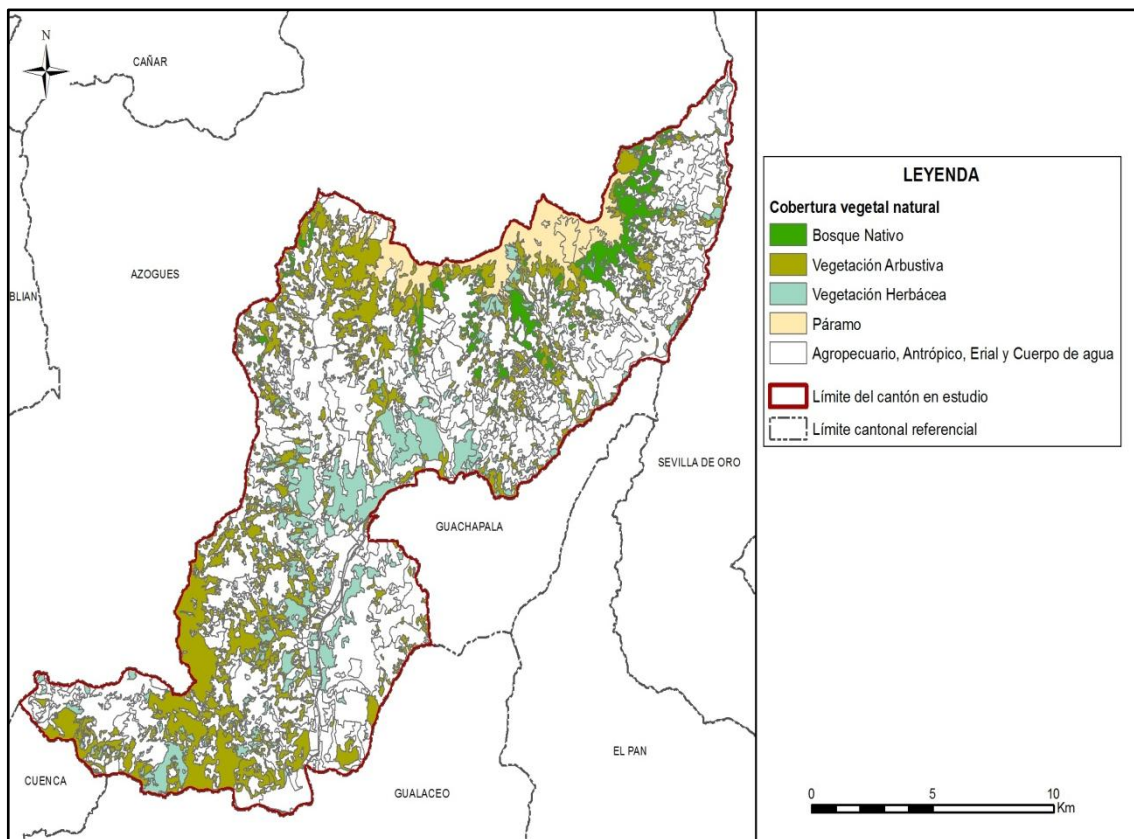 N
CAÑAR
AZOGUES
BLIAN
SEVILLA DE ORO
GUACHAPALA
EL PAN
CUENCA
GUALACEO
LEYENDA
Cobertura vegetal natural
Bosque Nativo
Vegetación Arbustiva
Vegetación Herbácea
Páramo
Agropecuario, Antrópico, Erial y Cuerpo de agua
Límite del cantón en estudio
Límite cantonal referencial
0 5 10
Km